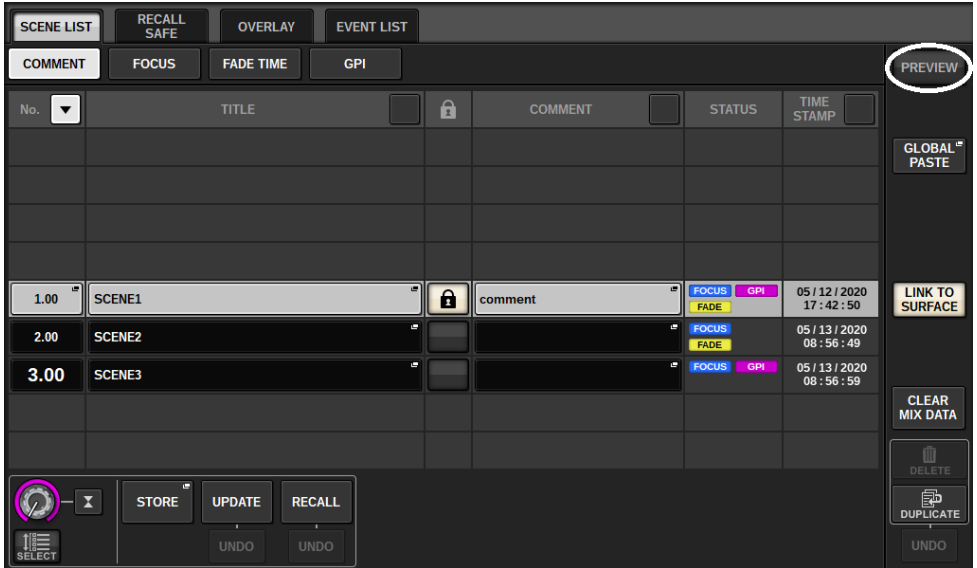 SCENE LIST
RECALL
SAFE
OVERLAY
EVENT LIST
COMMENT
FOCUS
FADE TIME
GPI
PREVIEW
No.
TITLE
COMMENT
STATUS
TIME
STAMP
GLOBAL
PASTE
1.00
SCENE1
comment
FOCUS GPI
FADE
05 / 12 / 2020
17 : 42 : 50
LINK TO
SURFACE
2.00
SCENE2
FOCUS
FADE
05 / 13 / 2020
08 : 56 : 49
3.00
SCENE3
FOCUS GPI
05 / 13 / 2020
08 : 56 : 59
CLEAR
MIX DATA
DELETE
DUPLICATE
UNDO
STORE
UPDATE
RECALL
UNDO
UNDO
SELECT